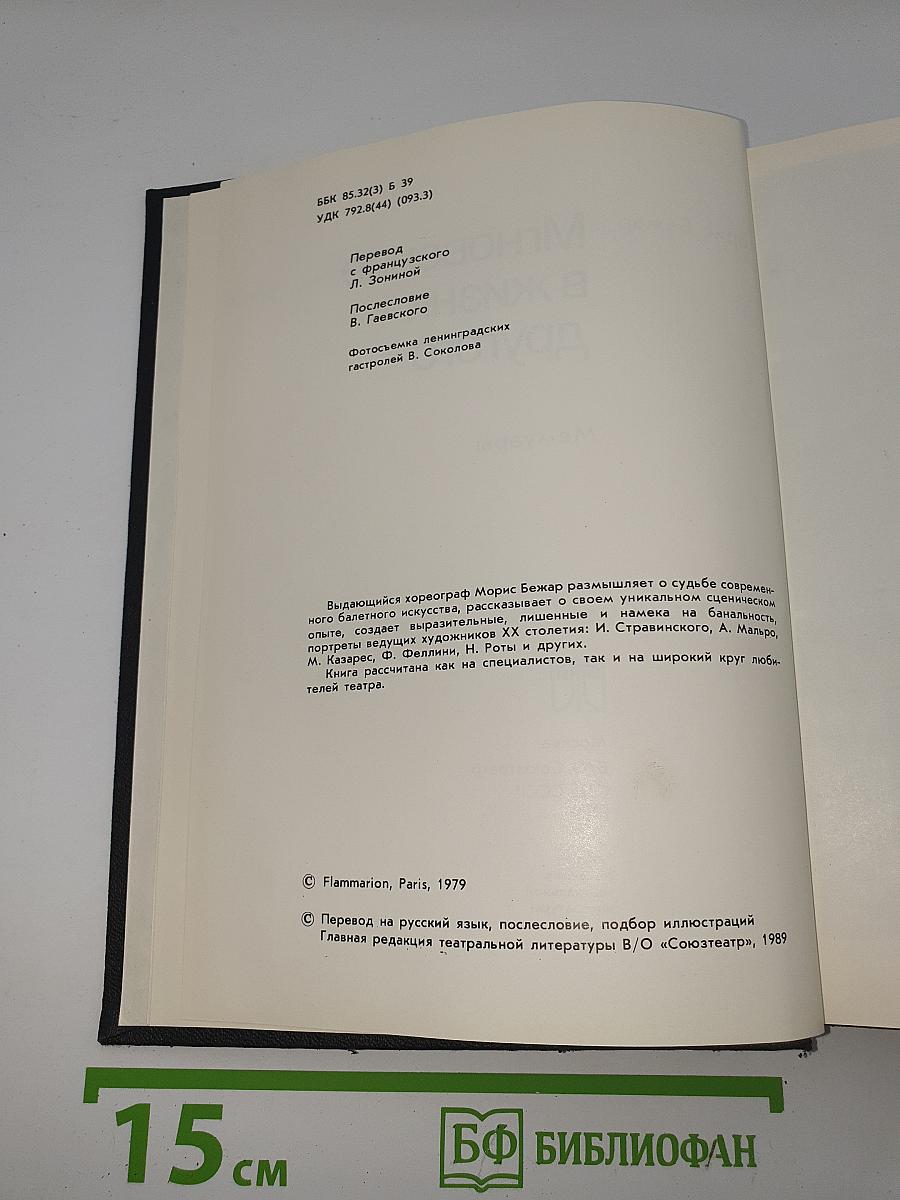 ББК 85.32(3) Б 39
УДК 792.8(44) (093.3)
Перевод
с французского
Л. Зониной
Послесловие
В. Гаевского
Фотосъемка ленинградских
гастролей В. Соколова
Выдающийся хореограф Морис Бежар размышляет о судьбе современ-
ного балетного искусства, рассказывает о своем уникальном сценическом
опыте, создает выразительные, лишенные и намека на банальность,
портреты ведущих художников XX столетия: И. Стравинского, А. Мальро,
М. Казарес, Ф. Феллини, Н. Роты и других.
Книга рассчитана как на специалистов, так и на широкий круг люби-
телей театра.
© Flammarion, Paris, 1979
© Перевод на русский язык, послесловие, подбор иллюстраций
Главная редакция театральной литературы В/О «Союзтеатр», 1989
15 см
БФ БИБЛИОФАН